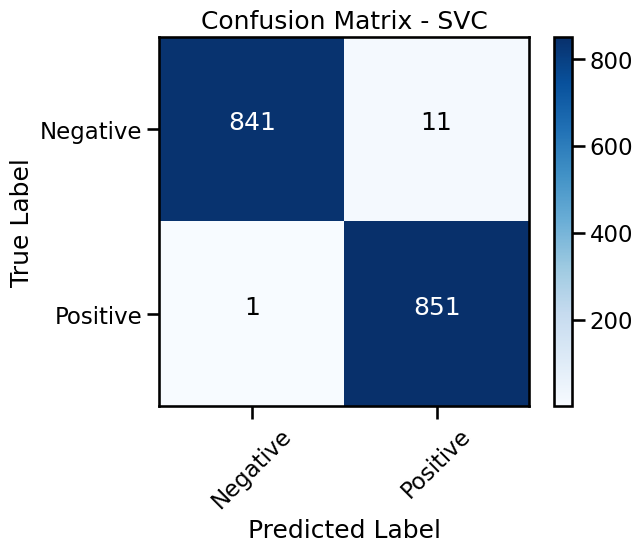 Confusion Matrix - SVC
True Label
Negative
841
11
Positive
1
851
Negative
Positive
Predicted Label
800
600
400
200